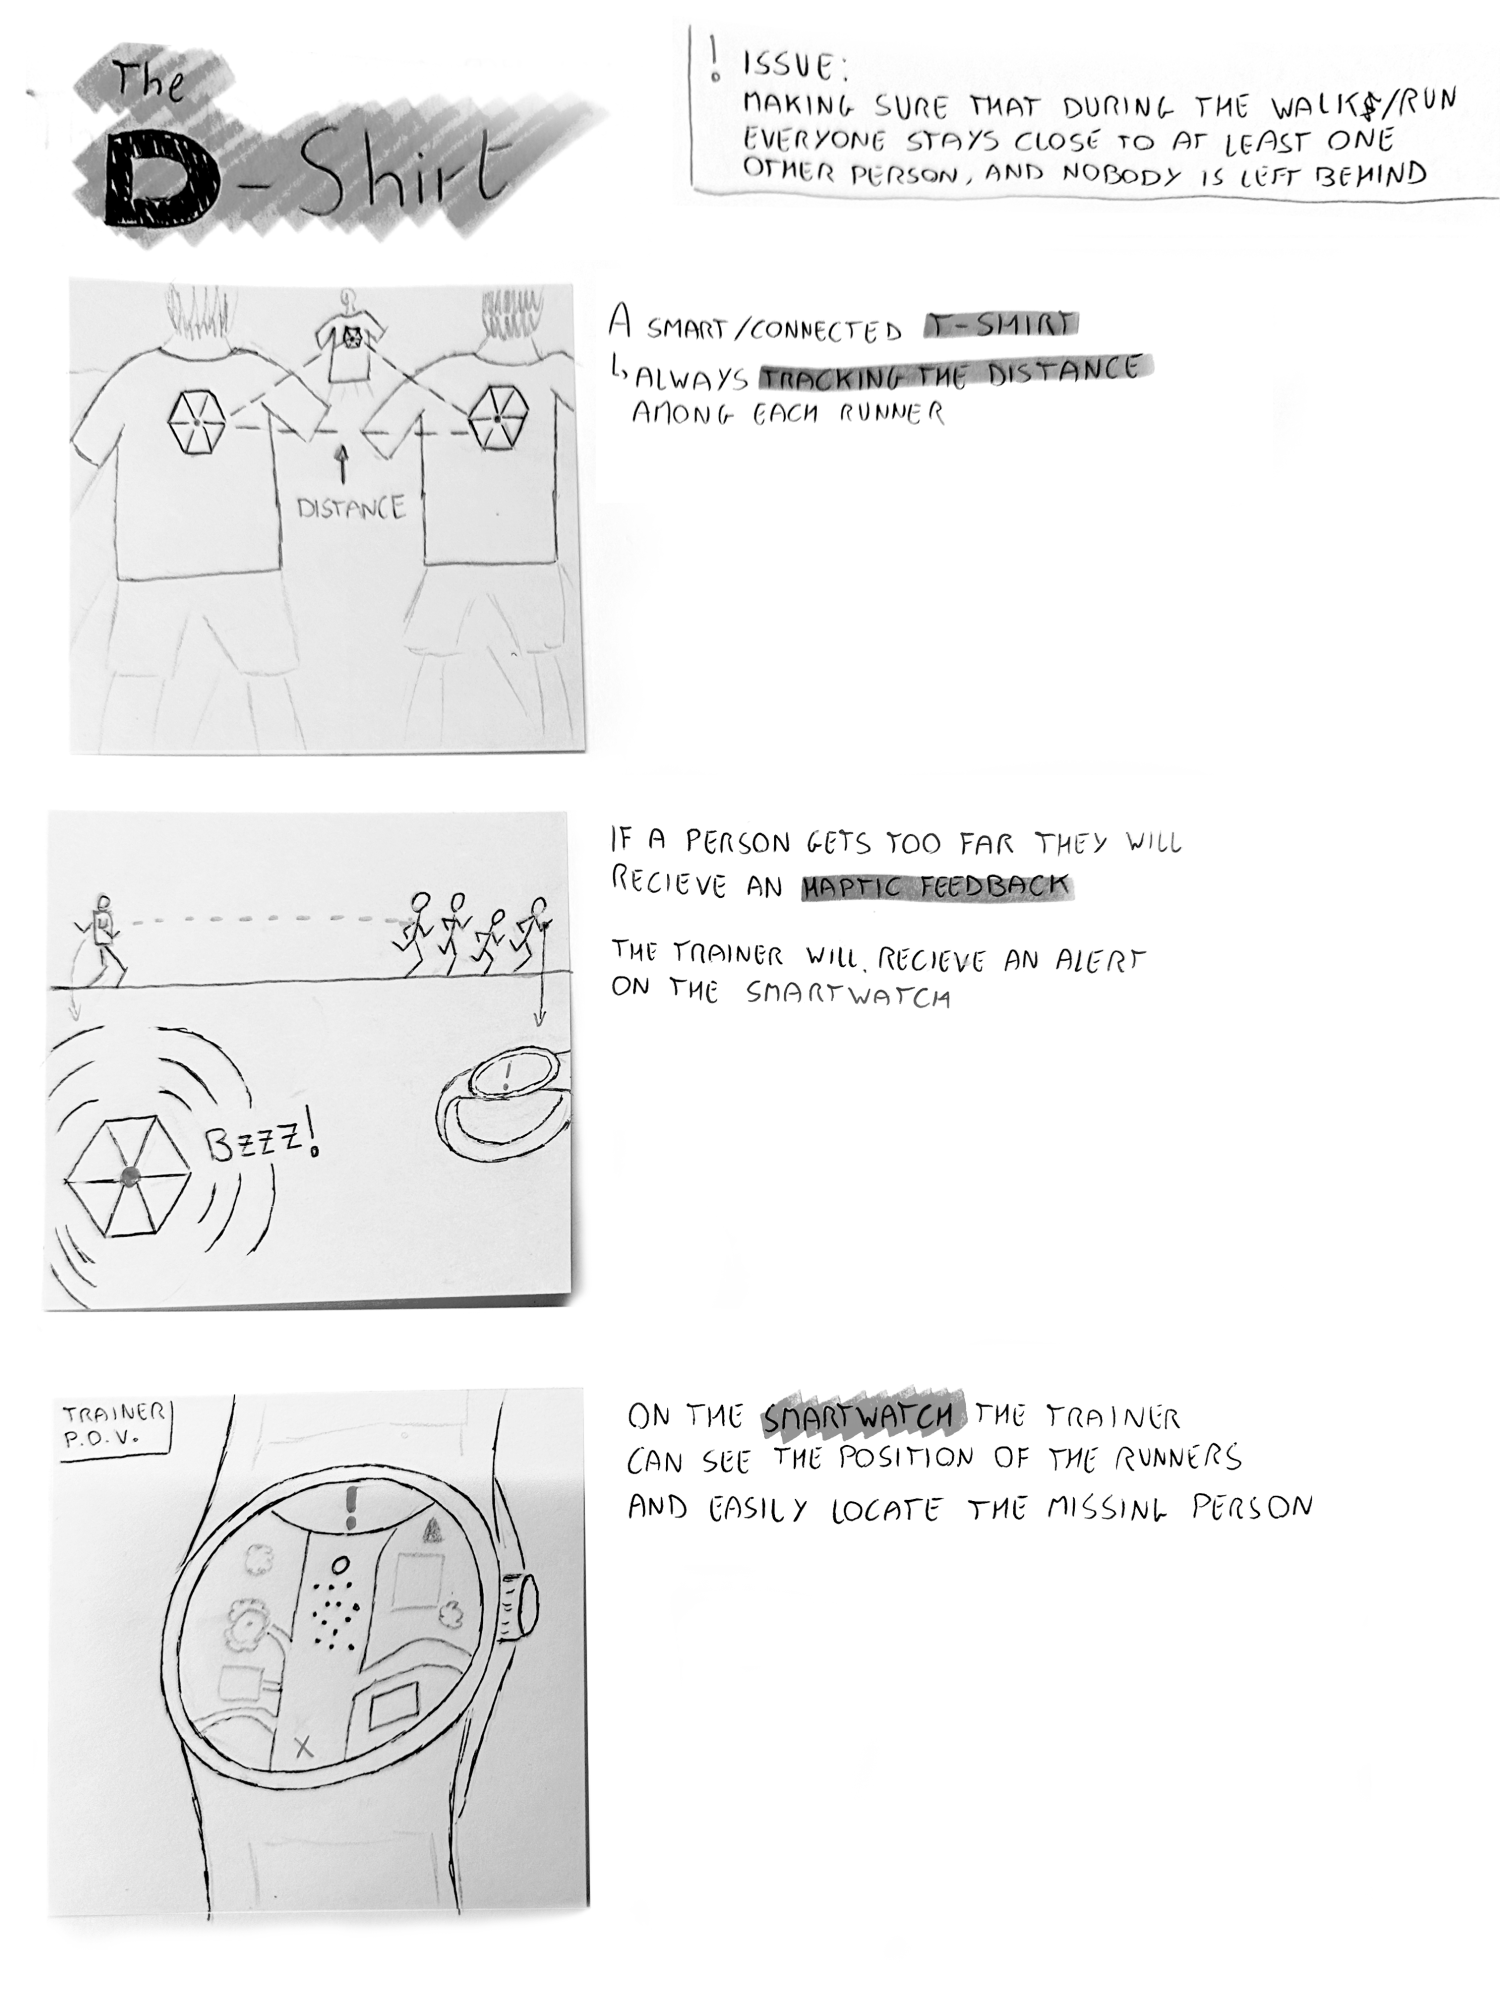 The
D-Shirt
! ISSUE:
MAKING SURE THAT DURING THE WALKS/RUN
EVERYONE STAYS CLOSE TO AT LEAST ONE
OTHER PERSON, AND NOBODY IS LEFT BEHIND
DISTANCE
A SMART/CONNECTED T-SHIRT
↳ ALWAYS TRACKING THE DISTANCE
AMONG EACH RUNNER
IF A PERSON GETS TOO FAR THEY WILL
RECIEVE AN HAPTIC FEEDBACK
THE TRAINER WILL RECIEVE AN ALERT
ON THE SMARTWATCH
!
BZZZ!
TRAINER
P.O.V.
!
X
ON THE SMARTWATCH THE TRAINER
CAN SEE THE POSITION OF THE RUNNERS
AND EASILY LOCATE THE MISSING PERSON